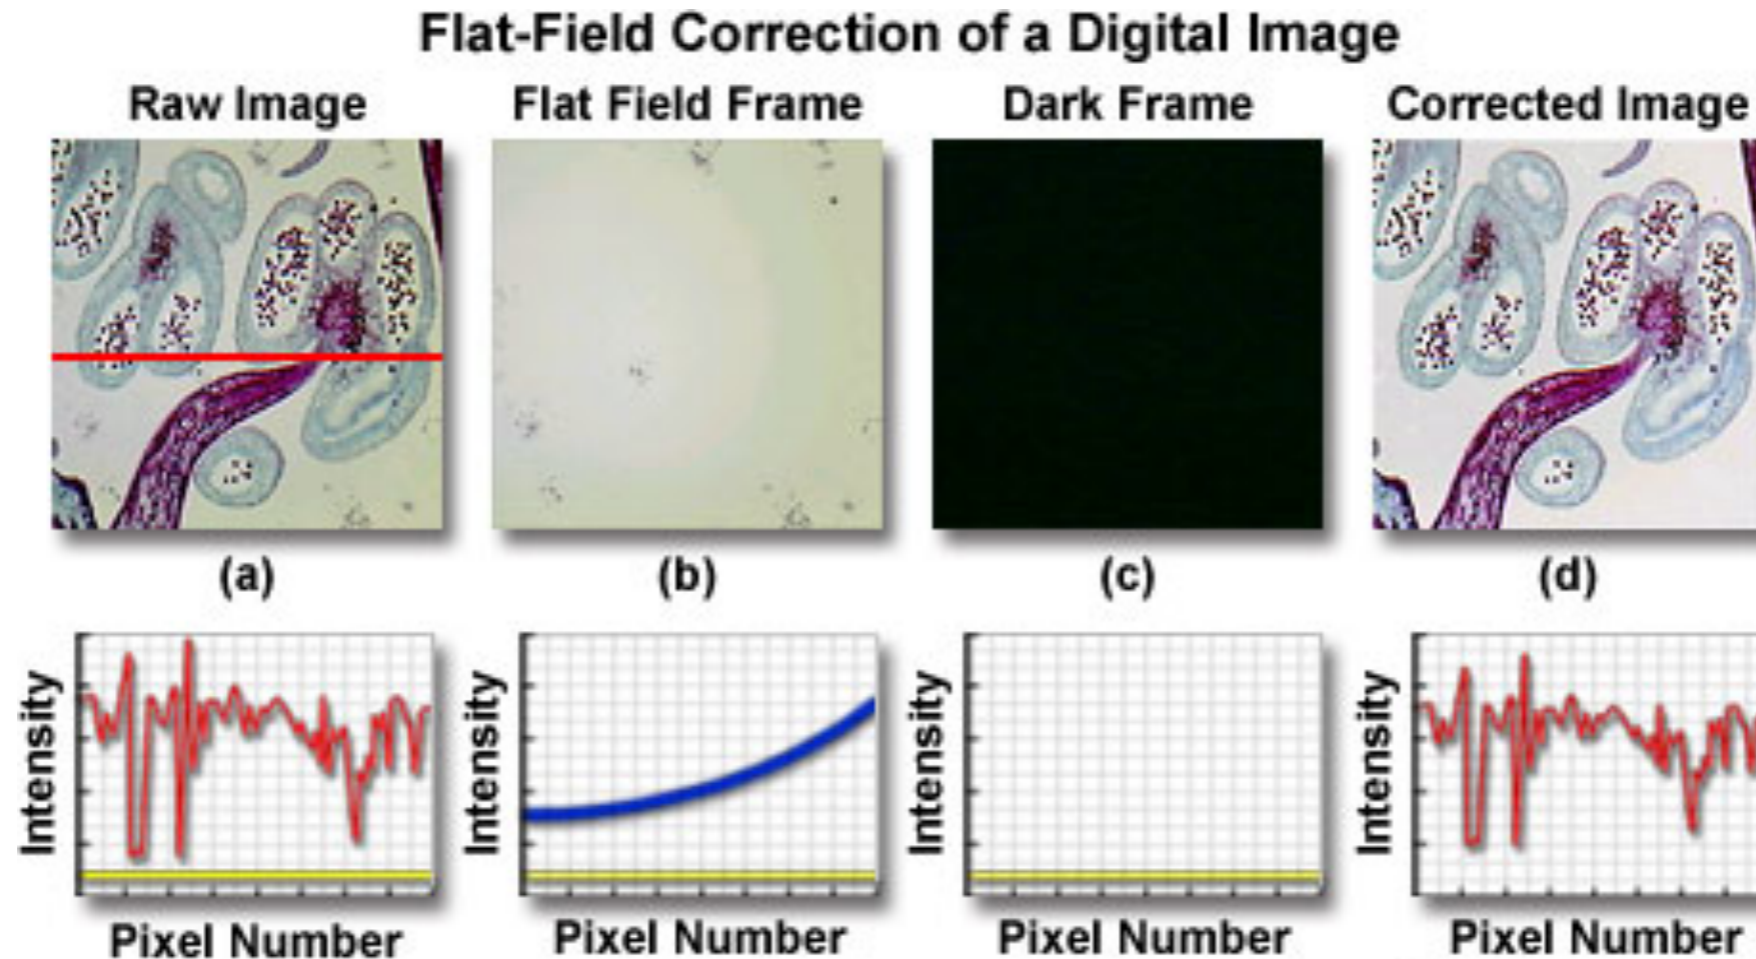 Flat-Field Correction of a Digital Image
Raw Image
Flat Field Frame
Dark Frame
Corrected Image
(a)
(b)
(c)
(d)
Intensity
Intensity
Intensity
Intensity
Pixel Number
Pixel Number
Pixel Number
Pixel Number